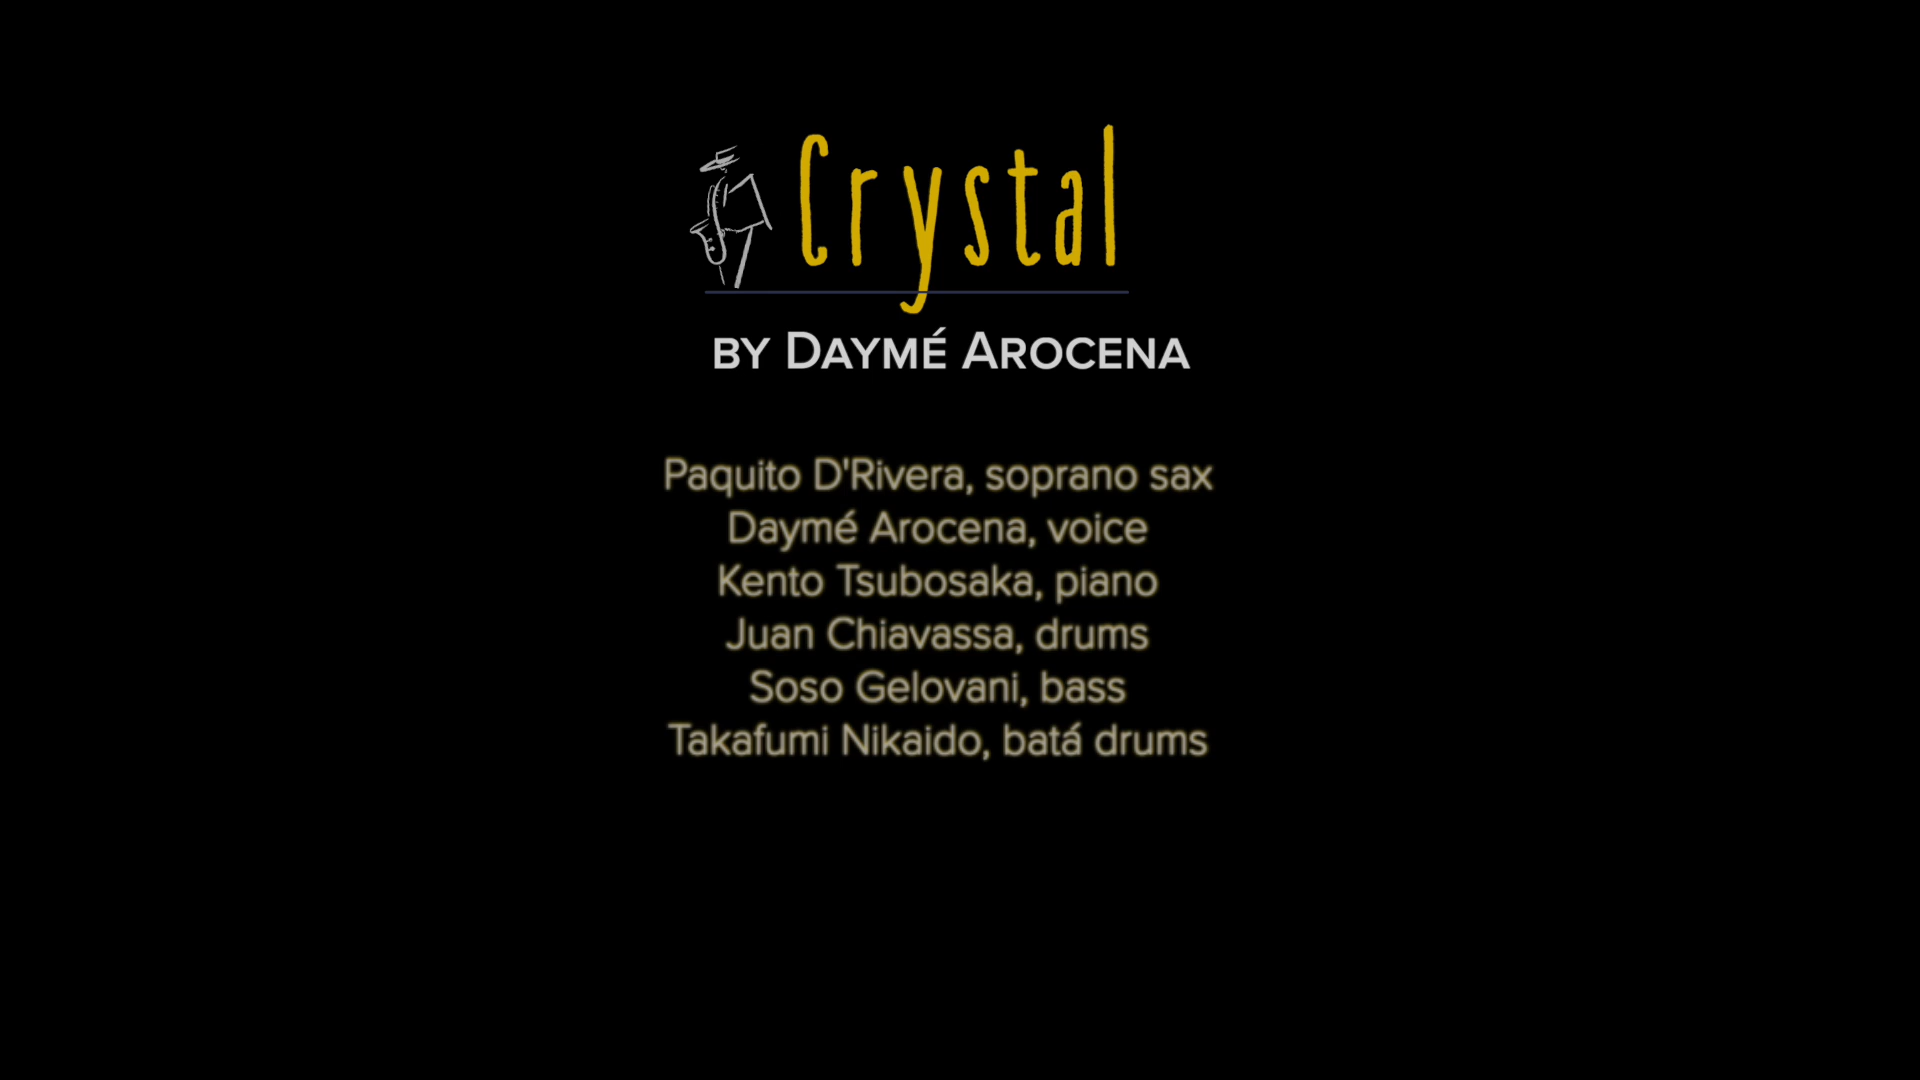 Crystal
BY DAYMÉ AROCENA
Paquito D'Rivera, soprano sax
Daymé Arocena, voice
Kento Tsubosaka, piano
Juan Chiavassa, drums
Soso Gelovani, bass
Takafumi Nikaido, batá drums